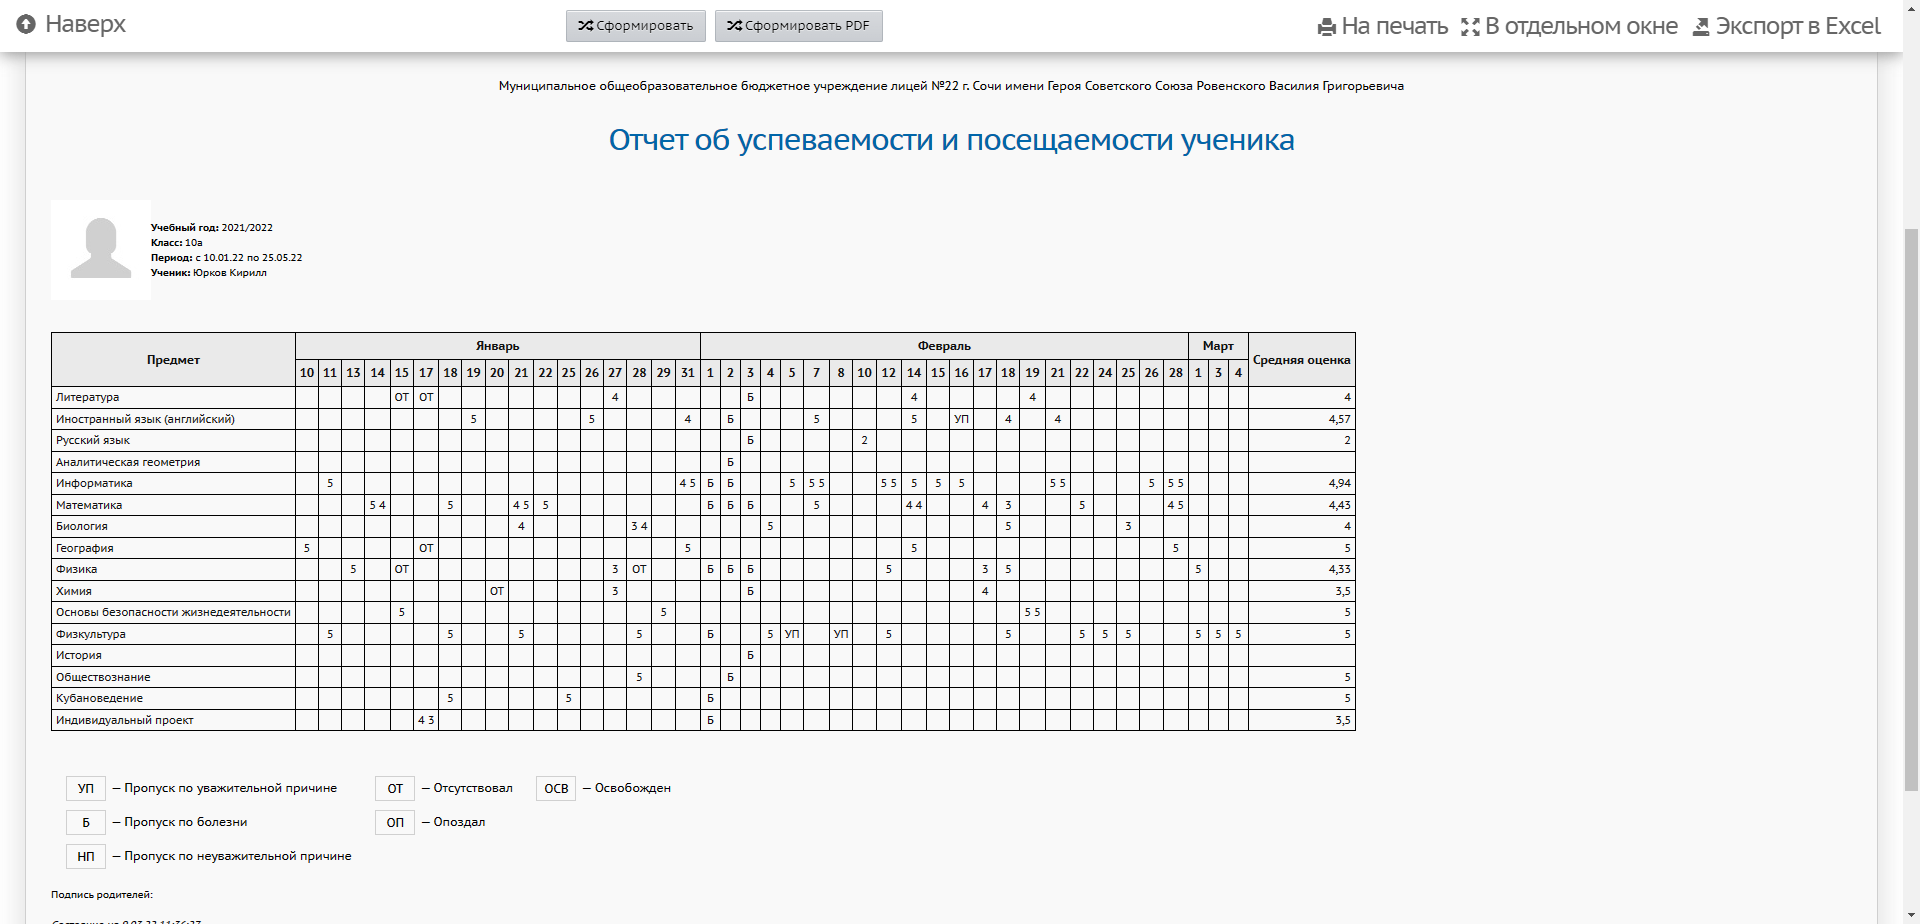 Наверх
Сформировать Сформировать PDF
На печать В отдельном окне Экспорт в Excel
Муниципальное общеобразовательное бюджетное учреждение лицей №22 г. Сочи имени Героя Советского Союза Ровенского Василия Григорьевича
Отчет об успеваемости и посещаемости ученика
Учебный год: 2021/2022
Класс: 10а
Период: с 10.01.22 по 25.05.22
Ученик: Юрков Кирилл
Предмет Январь Февраль Март Средняя оценка
10 11 13 14 15 17 18 19 20 21 22 25 26 27 28 29 31 1 2 3 4 5 7 8 10 12 14 15 16 17 18 19 21 22 24 25 26 28 1 3 4
Литература ОТ ОТ 4 Б 4 4 4
Иностранный язык (английский) 5 5 4 Б 5 5 УП 4 4 4,57
Русский язык Б 2 2
Аналитическая геометрия Б
Информатика 5 4 5 Б Б 5 5 5 5 5 5 5 5 5 5 5 5 5 4,94
Математика 5 4 5 4 5 5 Б Б Б 5 4 4 4 3 5 4 5 4,43
Биология 4 3 4 5 5 3 4
География 5 ОТ 5 5 5 5
Физика 5 ОТ 3 ОТ Б Б Б 5 3 5 5 4,33
Химия ОТ 3 Б 4 3,5
Основы безопасности жизнедеятельности 5 5 5 5 5
Физкультура 5 5 5 5 Б 5 УП УП 5 5 5 5 5 5 5 5 5
История Б
Обществознание 5 Б 5
Кубановедение 5 5 Б 5
Индивидуальный проект 4 3 Б 3,5
УП – Пропуск по уважительной причине ОТ – Отсутствовал ОСВ – Освобожден
Б – Пропуск по болезни ОП – Опоздал
НП – Пропуск по неуважительной причине
Подпись родителей: